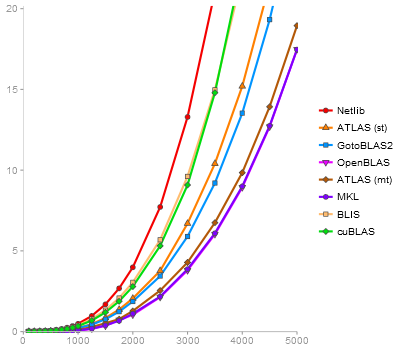 20
15
10
5
0
0
1000
2000
3000
4000
5000
Netlib
ATLAS (st)
GotoBLAS2
OpenBLAS
ATLAS (mt)
MKL
BLIS
cuBLAS